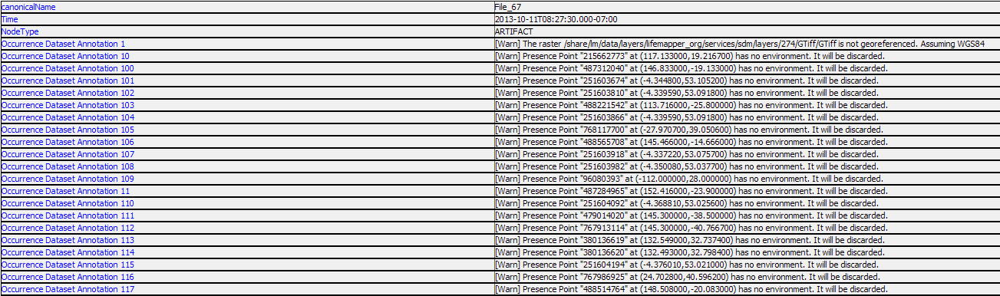 canonicalName File_67
Time 2013-10-11T08:27:30.000-07:00
NodeType ARTIFACT
Occurrence Dataset Annotation 1 [Warn] The raster /share/lm/data/layers/lifemapper_org/services/sdm/layers/274/GTiff/GTiff is not georeferenced. Assuming WGS84
Occurrence Dataset Annotation 10 [Warn] Presence Point "215662773" at (117.133000,19.216700) has no environment. It will be discarded.
Occurrence Dataset Annotation 100 [Warn] Presence Point "487312040" at (146.833000,-19.133000) has no environment. It will be discarded.
Occurrence Dataset Annotation 101 [Warn] Presence Point "251603674" at (-4.344800,53.105200) has no environment. It will be discarded.
Occurrence Dataset Annotation 102 [Warn] Presence Point "251603810" at (-4.339590,53.091800) has no environment. It will be discarded.
Occurrence Dataset Annotation 103 [Warn] Presence Point "488221542" at (113.716000,-25.800000) has no environment. It will be discarded.
Occurrence Dataset Annotation 104 [Warn] Presence Point "251603866" at (-4.339590,53.091800) has no environment. It will be discarded.
Occurrence Dataset Annotation 105 [Warn] Presence Point "768117700" at (-27.970700,39.050600) has no environment. It will be discarded.
Occurrence Dataset Annotation 106 [Warn] Presence Point "488565708" at (145.466000,-14.666000) has no environment. It will be discarded.
Occurrence Dataset Annotation 107 [Warn] Presence Point "251603918" at (-4.337220,53.075700) has no environment. It will be discarded.
Occurrence Dataset Annotation 108 [Warn] Presence Point "251603982" at (-4.350080,53.037700) has no environment. It will be discarded.
Occurrence Dataset Annotation 109 [Warn] Presence Point "96080393" at (-112.000000,28.000000) has no environment. It will be discarded.
Occurrence Dataset Annotation 11 [Warn] Presence Point "487284965" at (152.416000,-23.900000) has no environment. It will be discarded.
Occurrence Dataset Annotation 110 [Warn] Presence Point "251604092" at (-4.368810,53.025600) has no environment. It will be discarded.
Occurrence Dataset Annotation 111 [Warn] Presence Point "479014020" at (145.300000,-38.500000) has no environment. It will be discarded.
Occurrence Dataset Annotation 112 [Warn] Presence Point "767913114" at (145.300000,-40.766700) has no environment. It will be discarded.
Occurrence Dataset Annotation 113 [Warn] Presence Point "380136619" at (132.549000,32.737400) has no environment. It will be discarded.
Occurrence Dataset Annotation 114 [Warn] Presence Point "380136620" at (132.493000,32.798400) has no environment. It will be discarded.
Occurrence Dataset Annotation 115 [Warn] Presence Point "251604194" at (-4.376010,53.021000) has no environment. It will be discarded.
Occurrence Dataset Annotation 116 [Warn] Presence Point "767986925" at (24.702800,40.596200) has no environment. It will be discarded.
Occurrence Dataset Annotation 117 [Warn] Presence Point "488514764" at (148.508000,-20.083000) has no environment. It will be discarded.